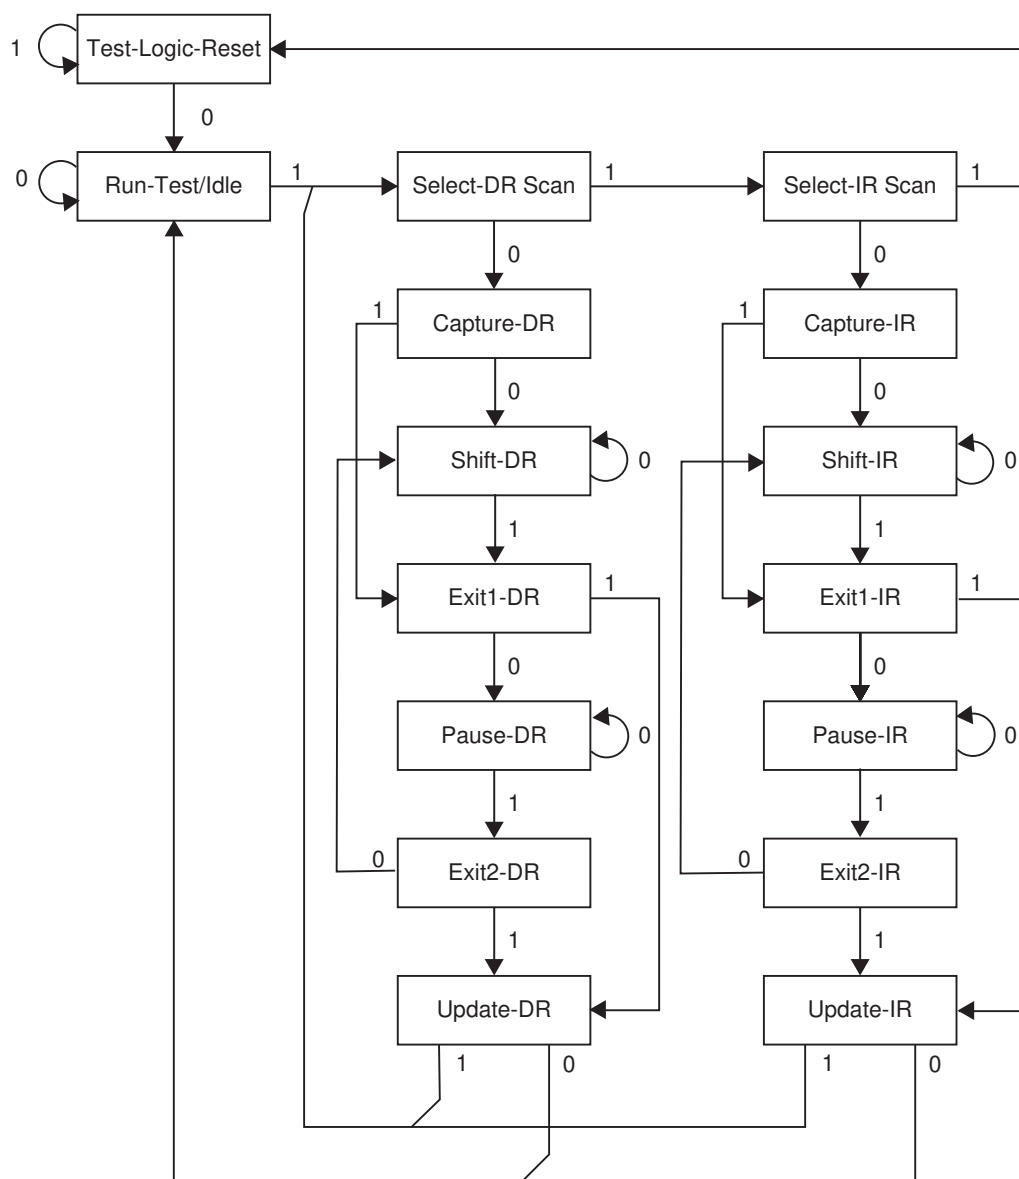 1
Test-Logic-Reset
0
0
Run-Test/Idle
1
Select-DR Scan
1
Select-IR Scan
1
0
0
1
Capture-DR
1
Capture-IR
0
0
Shift-DR
0
Shift-IR
0
1
1
Exit1-DR
1
Exit1-IR
1
0
0
Pause-DR
0
Pause-IR
0
1
1
0
Exit2-DR
0
Exit2-IR
1
1
Update-DR
Update-IR
1
0
1
0